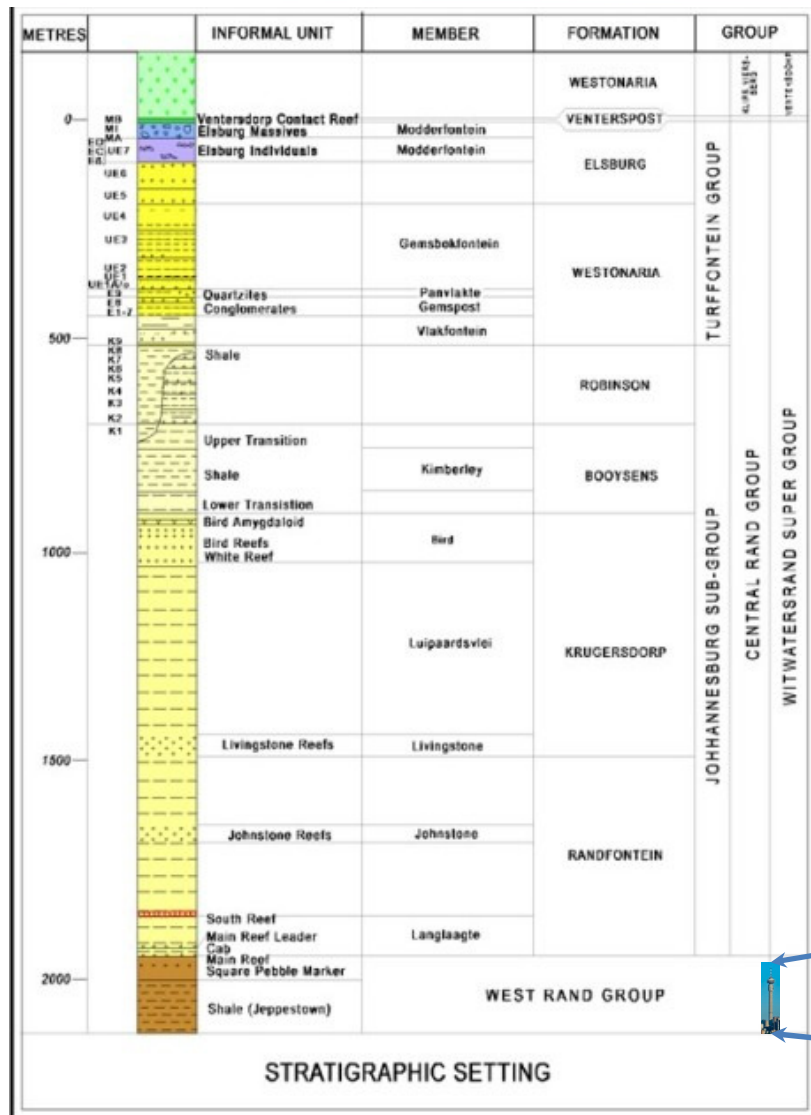 METRES INFORMAL UNIT MEMBER FORMATION GROUP
WESTONARIA
0 MB Ventersdorp Contact Reef VENTERSPOST
MI Elsburg Massives Modderfontein
MA
UE7 Elsburg Individuals Modderfontein
ELSBURG
UE6
UE5
UE4
UE3 Gemsbokfontein
UE2 WESTONARIA
UE1
E9 Quartzites Panvlakte
E8 Conglomerates Gemspost
E1-7
Vlakfontein
500 K9
K8 Shale
K7
K6
K5 ROBINSON
K4
K3
K2
K1
Upper Transition
Shale Kimberley BOOYSENS
Lower Transistion
Bird Amygdaloid
Bird Reefs Bird
1000 White Reef
Luipaardsvlei KRUGERSDORP
Livingstone Reefs Livingstone
1500
Johnstone Reefs Johnstone
RANDFONTEIN
South Reef
Main Reef Leader Langlaagte
Cab
Main Reef
2000 Square Pebble Marker
WEST RAND GROUP
Shale (Jeppestown)
TURFFONTEIN GROUP
JOHHANNESBURG SUB-GROUP
CENTRAL RAND GROUP
WITWATERSRAND SUPER GROUP
STRATIGRAPHIC SETTING